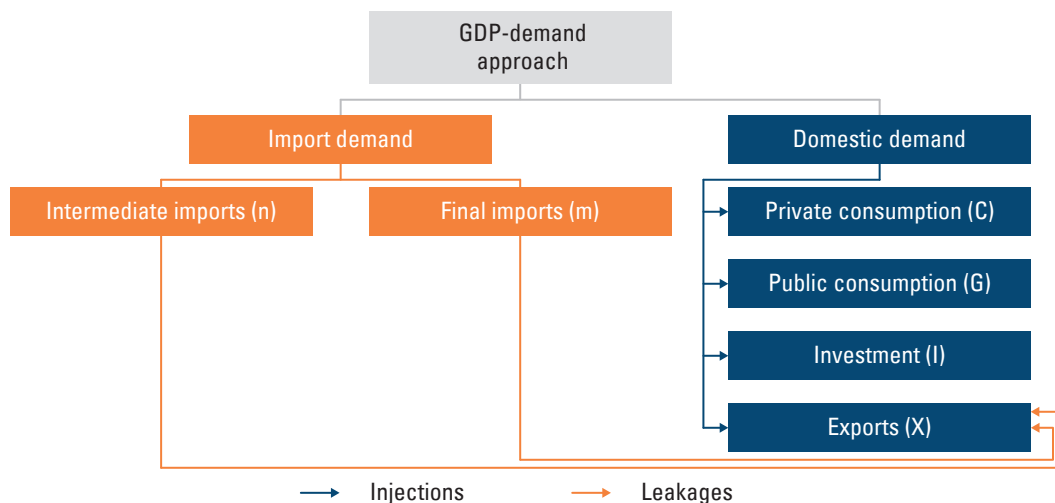 GDP-demand
approach
Import demand
Domestic demand
Intermediate imports (n)
Final imports (m)
Private consumption (C)
Public consumption (G)
Investment (I)
Exports (X)
Injections
Leakages